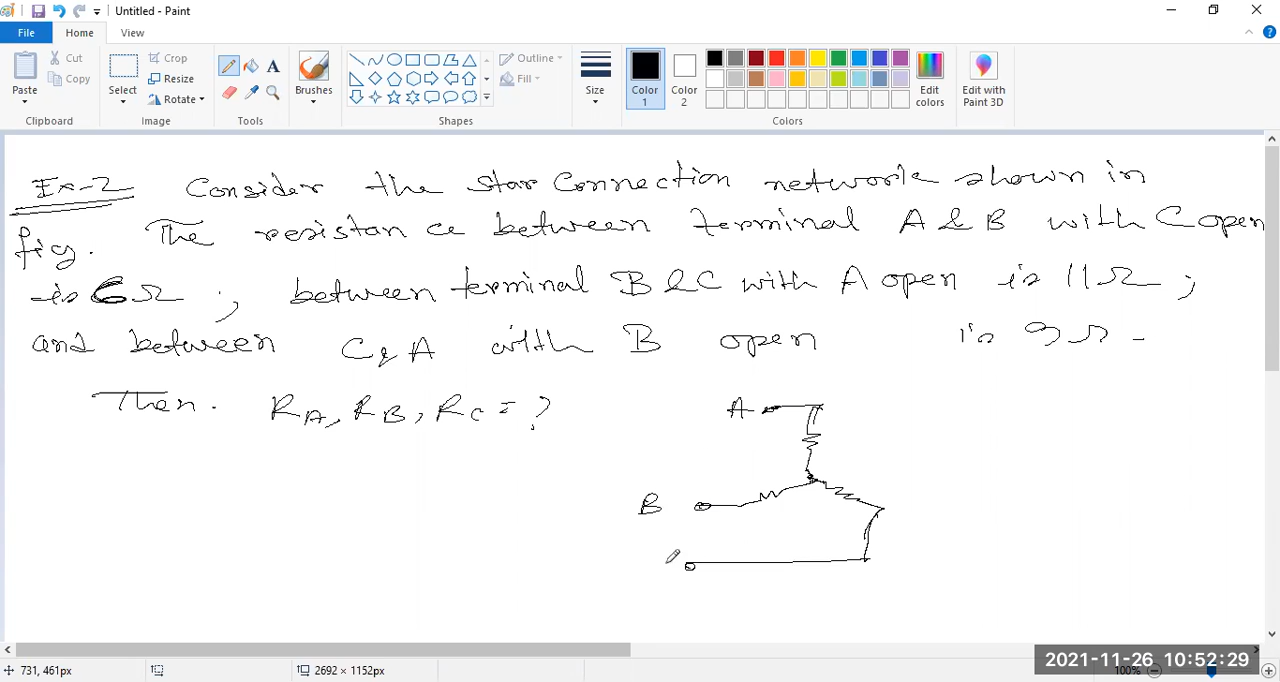 Untitled - Paint
File Home View
Paste Cut Copy Clipboard
Select Crop Resize Rotate Image
A Tools
Brushes
Outline Fill Shapes
Size
Color 1 Color 2 Edit colors Colors
Edit with Paint 3D
Ex-2 Consider the star connection network shown in
fig. The resistance between terminal A & B with C open
is 6Ω ; between terminal B & C with A open is 11Ω ;
and between C & A with B open is 9Ω .
Then . RA, RB, RC = ?
A
B
731, 461px 2692 × 1152px 100%
2021-11-26 10:52:29